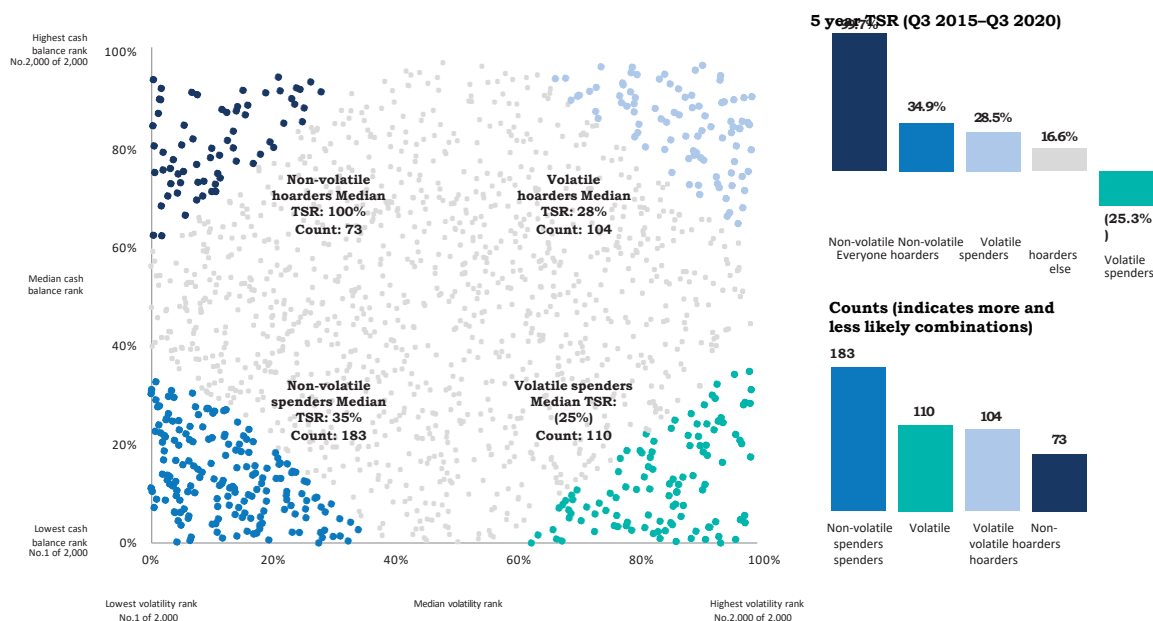 Highest cash
balance rank
No.2,000 of 2,000
100%
80%
60%
Median cash
balance rank
40%
20%
Lowest cash
balance rank
No.1 of 2,000
0%
Non-volatile
hoarders Median
TSR: 100%
Count: 73
Volatile
hoarders Median
TSR: 28%
Count: 104
Non-volatile
spenders Median
TSR: 35%
Count: 183
Volatile spenders
Median TSR:
(25%)
Count: 110
0%
20%
40%
60%
80%
100%
Lowest volatility rank
No.1 of 2.000
Median volatility rank
Highest volatility rank
No.2.000 of 2.000
5 year TSR (Q3 2015–Q3 2020)
99.7%
34.9%
28.5%
16.6%
(25.3%
)
Non-volatile Non-volatile Volatile
Everyone hoarders spenders hoarders
else
Volatile
spenders
Counts (indicates more and
less likely combinations)
183
110
104
73
Non-volatile
spenders
spenders
Volatile
Volatile
volatile hoarders
hoarders
Non-